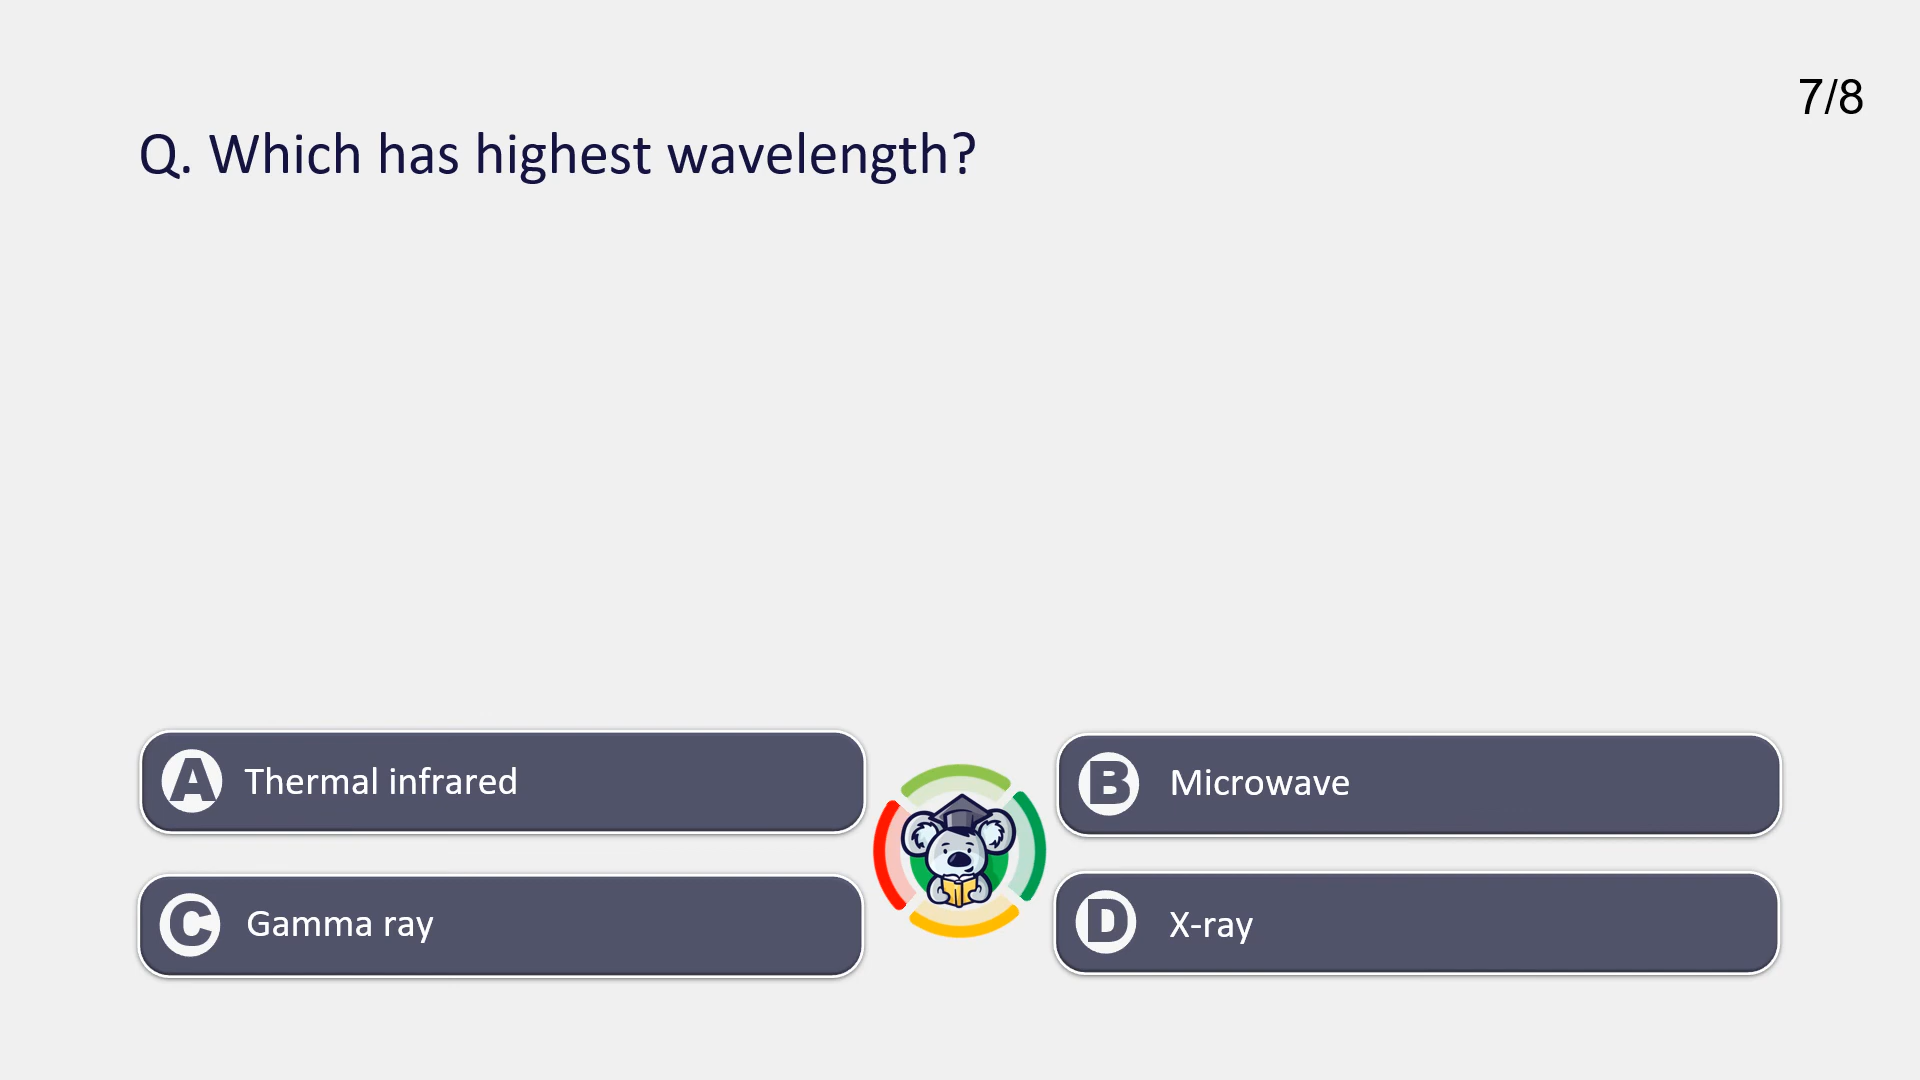 7/8
Q. Which has highest wavelength?
A Thermal infrared
B Microwave
C Gamma ray
D X-ray